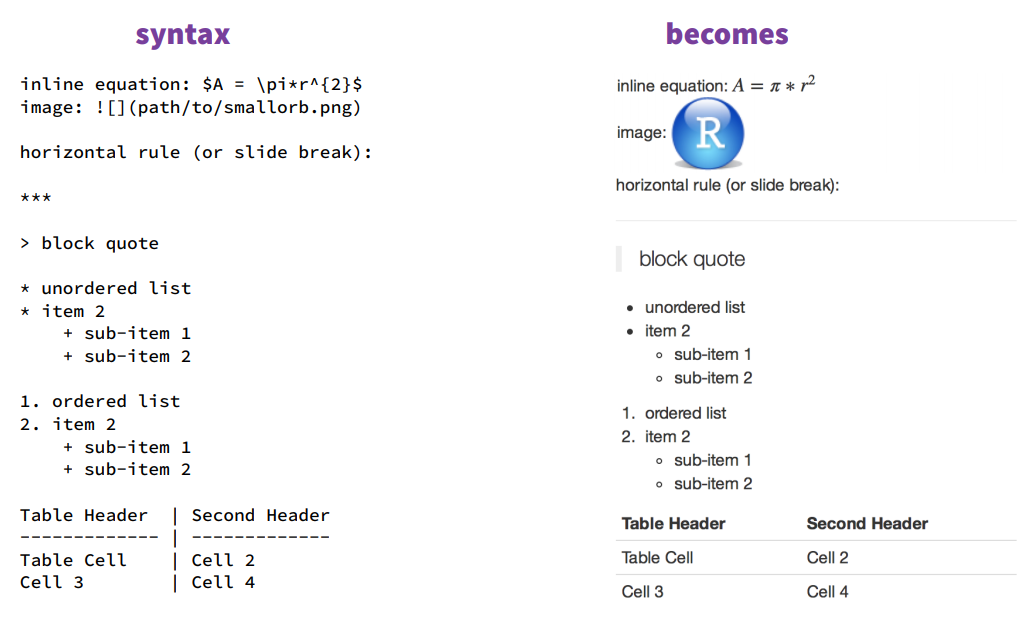 syntax
inline equation: $A = \pi*r^{2}$
image: ![](path/to/smallorb.png)
horizontal rule (or slide break):
***
> block quote
* unordered list
* item 2
    + sub-item 1
    + sub-item 2
1. ordered list
2. item 2
    + sub-item 1
    + sub-item 2
Table Header  | Second Header
------------- | -------------
Table Cell    | Cell 2
Cell 3        | Cell 4
becomes
inline equation: A = π ∗ r²
image: R
horizontal rule (or slide break):
block quote
• unordered list
• item 2
    ◦ sub-item 1
    ◦ sub-item 2
1. ordered list
2. item 2
    ◦ sub-item 1
    ◦ sub-item 2
Table Header Second Header
Table Cell Cell 2
Cell 3 Cell 4